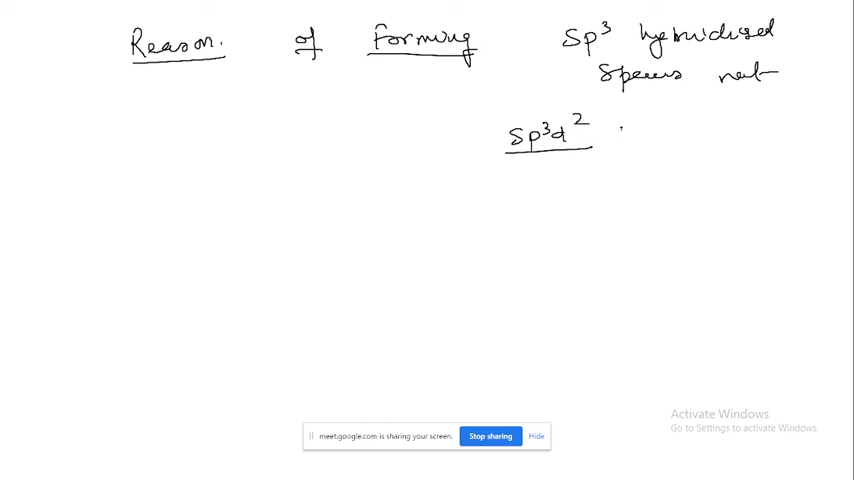 Reason. of Forming Sp³ hybridised
Species not
Sp³d²
Activate Windows
Go to Settings to activate Windows.
meet.google.com is sharing your screen. Stop sharing Hide